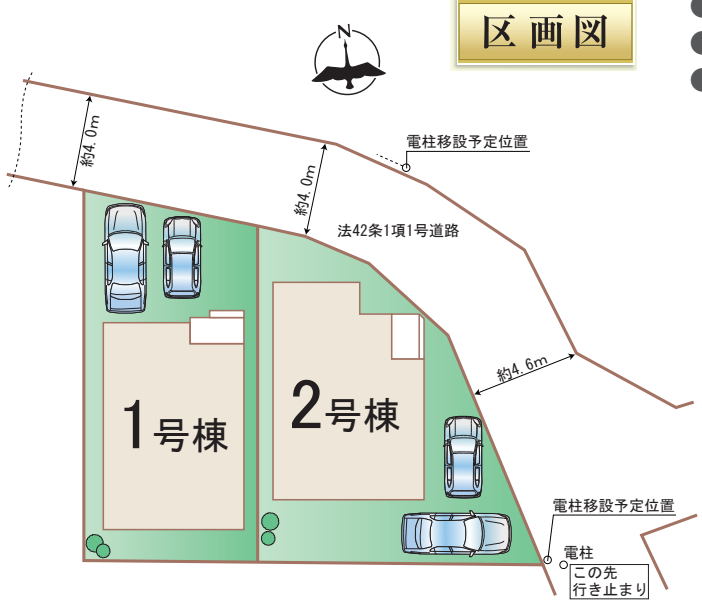 区画図
N
電柱移設予定位置
約4.0m
約4.0m
法42条1項1号道路
約4.6m
1号棟
2号棟
電柱移設予定位置
電柱
この先
行き止まり